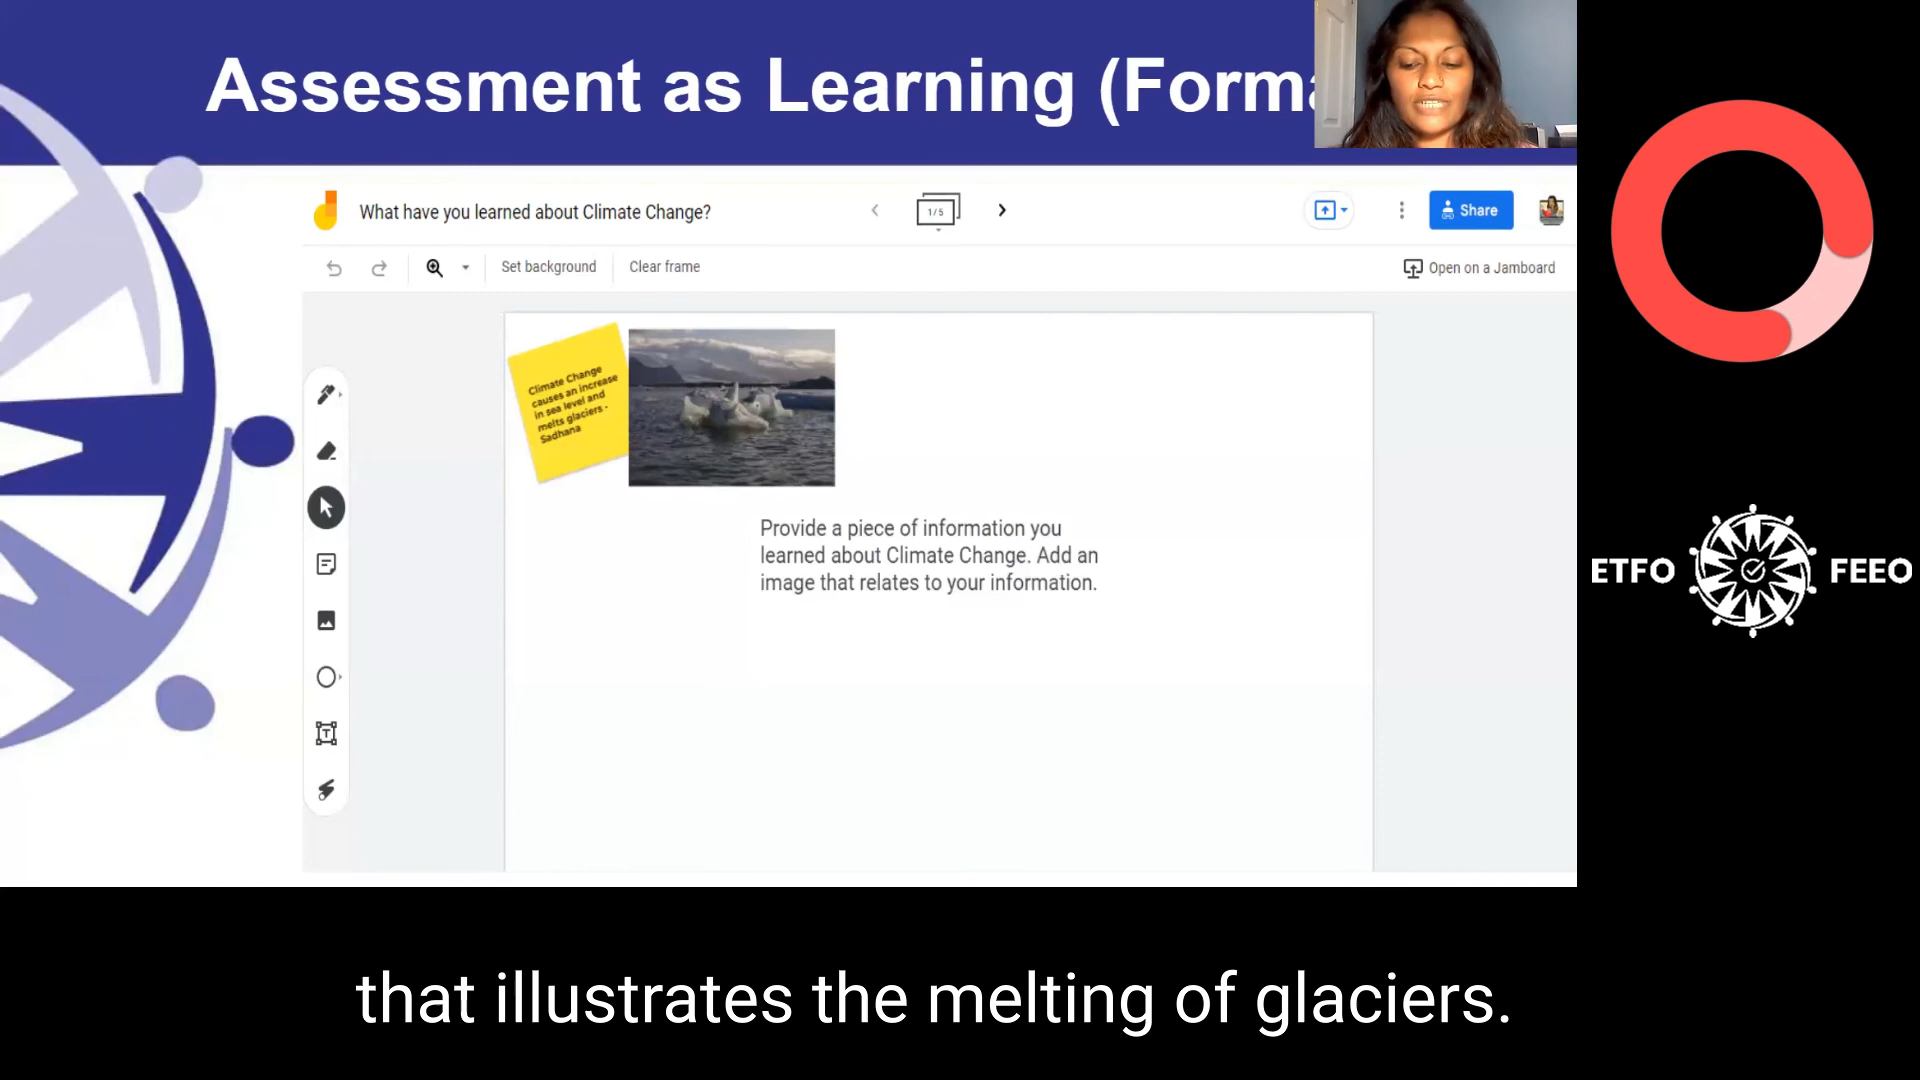 Assessment as Learning (Forma
What have you learned about Climate Change?
1/5
Share
Set background
Clear frame
Open on a Jamboard
Climate Change
causes an increase
in sea level and
melts glaciers -
Sadhana
Provide a piece of information you
learned about Climate Change. Add an
image that relates to your information.
ETFO
FEEO
that illustrates the melting of glaciers.